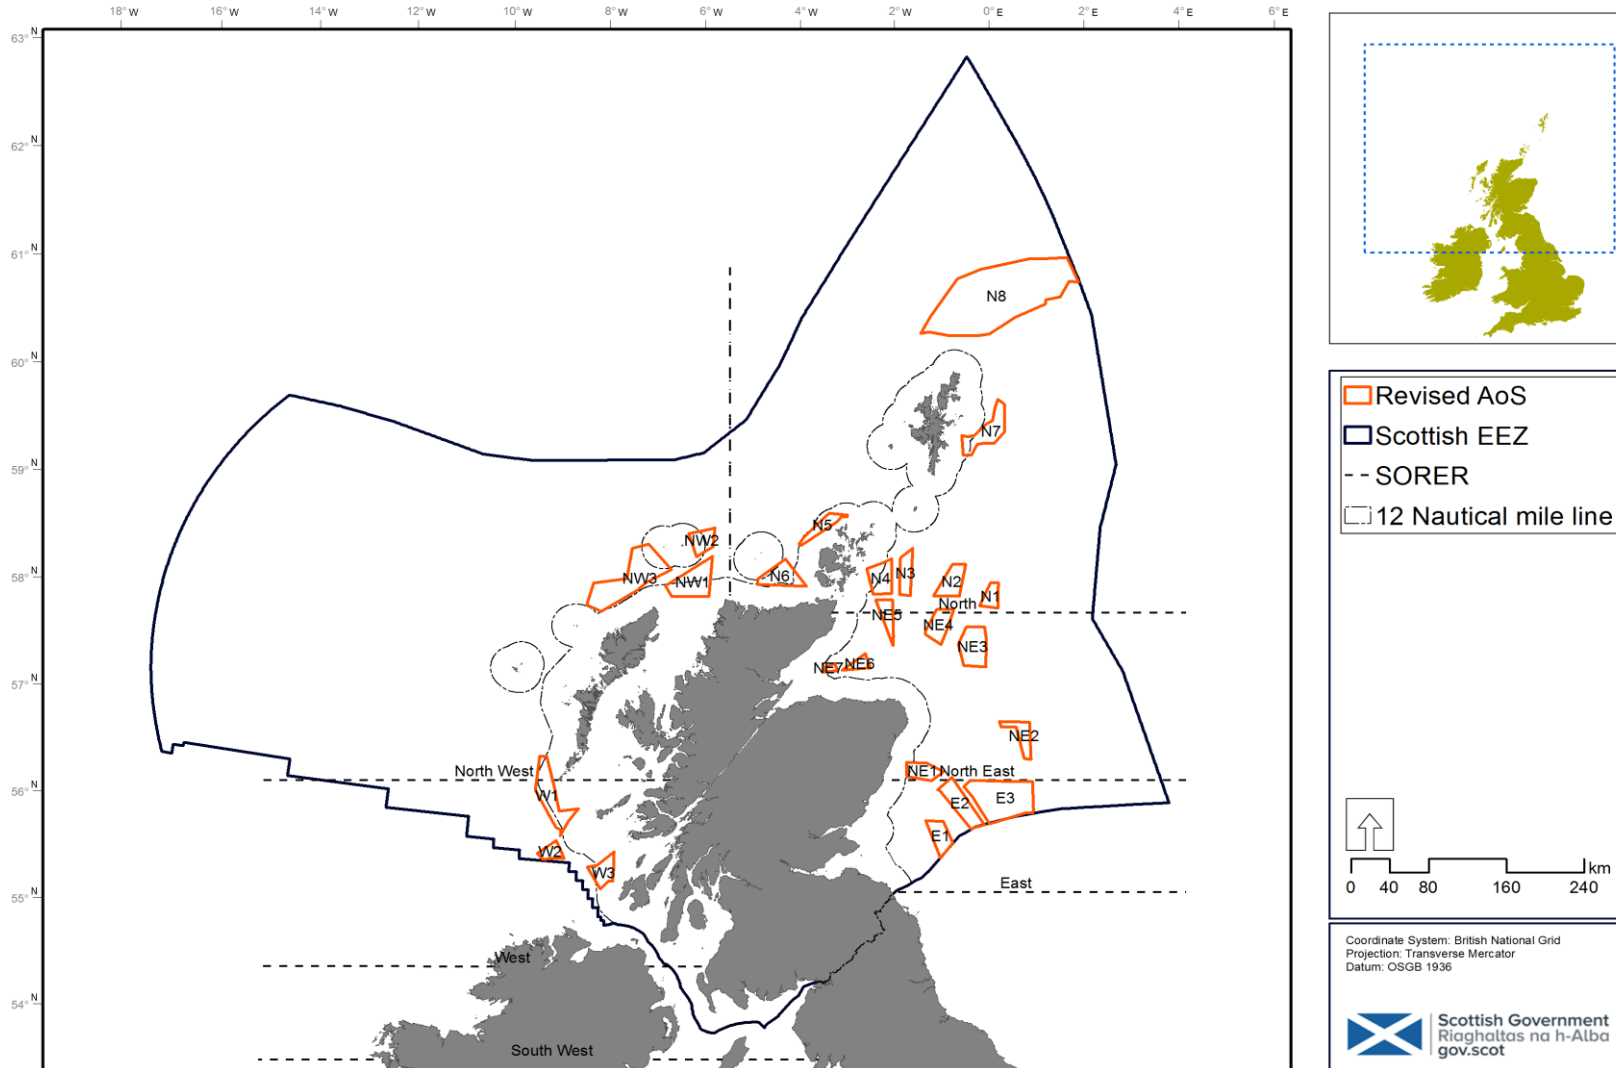 18° W 16° W 14° W 12° W 10° W 8° W 6° W 4° W 2° W 0° E 2° E 4° E 6° E
63° N
62° N
61° N
60° N
59° N
58° N
57° N
56° N
55° N
54° N
N8
N7
N5
NW2
NW3
NW1
N6
N4
N3
N2
N1
North
NE5
NE4
NE3
NE7
NE6
NE2
North West
NE1
North East
W1
E2
E3
E1
W2
W3
East
West
South West
Revised AoS
Scottish EEZ
SORER
12 Nautical mile line
km
0 40 80 160 240
Coordinate System: British National Grid
Projection: Transverse Mercator
Datum: OSGB 1936
Scottish Government
Riaghaltas na h-Alba
gov.scot